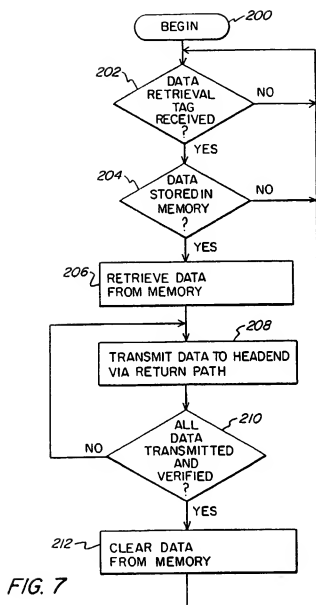 BEGIN
200
202
DATA
RETRIEVAL
TAG
RECEIVED
?
NO
YES
204
DATA
STORED IN
MEMORY
?
NO
YES
206
RETRIEVE DATA
FROM MEMORY
208
TRANSMIT DATA TO HEADEND
VIA RETURN PATH
210
ALL
DATA
TRANSMITTED
AND
VERIFIED
?
NO
YES
212
CLEAR DATA
FROM MEMORY
FIG. 7